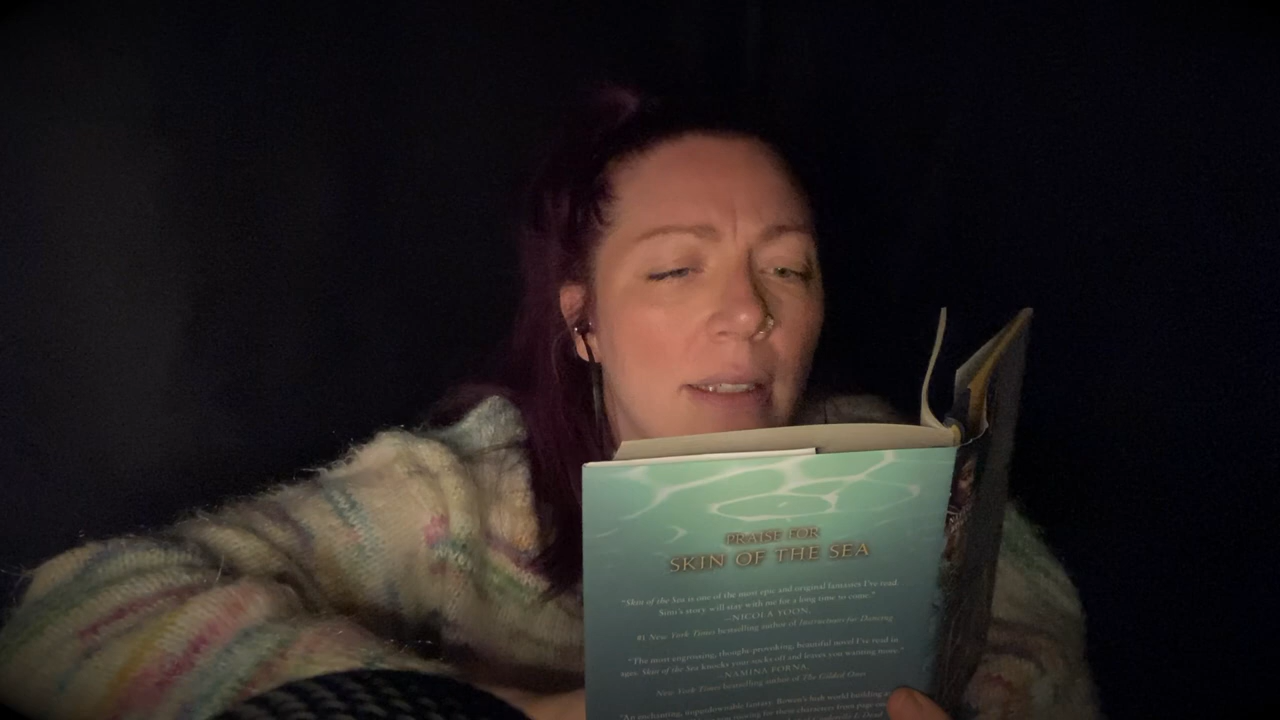 PRAISE FOR
SKIN OF THE SEA
"Skin of the Sea is one of the most epic and original fantasies I've read.
Simi's story will stay with me for a long time to come."
—NICOLA YOON,
#1 New York Times bestselling author of Instructions for Dancing
"The most engrossing, thought-provoking, beautiful novel I've read in
ages. Skin of the Sea knocks your socks off and leaves you wanting more."
—NAMINA FORNA,
New York Times bestselling author of The Gilded Ones
"An enchanting, unputdownable